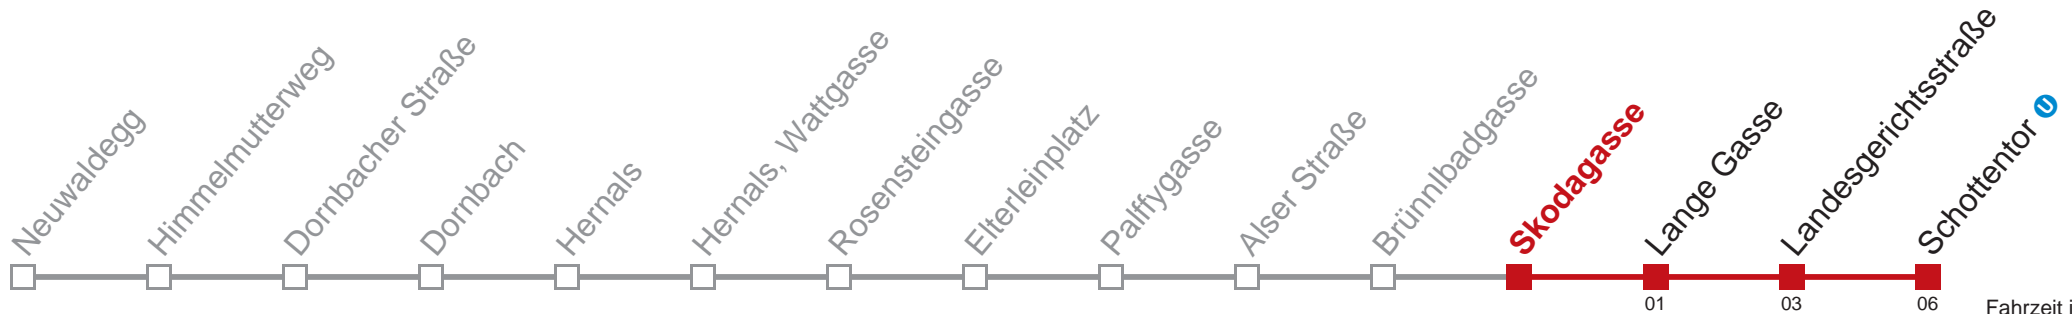 Neuwaldegg
Himmelmutterweg
Dornbacher Straße
Dornbach
Hernals
Hernals, Wattgasse
Rosensteingasse
Elterleinplatz
Palffygasse
Alser Straße
Brünnlbadgasse
Skodagasse
Lange Gasse
Landesgerichtsstraße
Schottentor U
01
03
06
Fahrzeit i